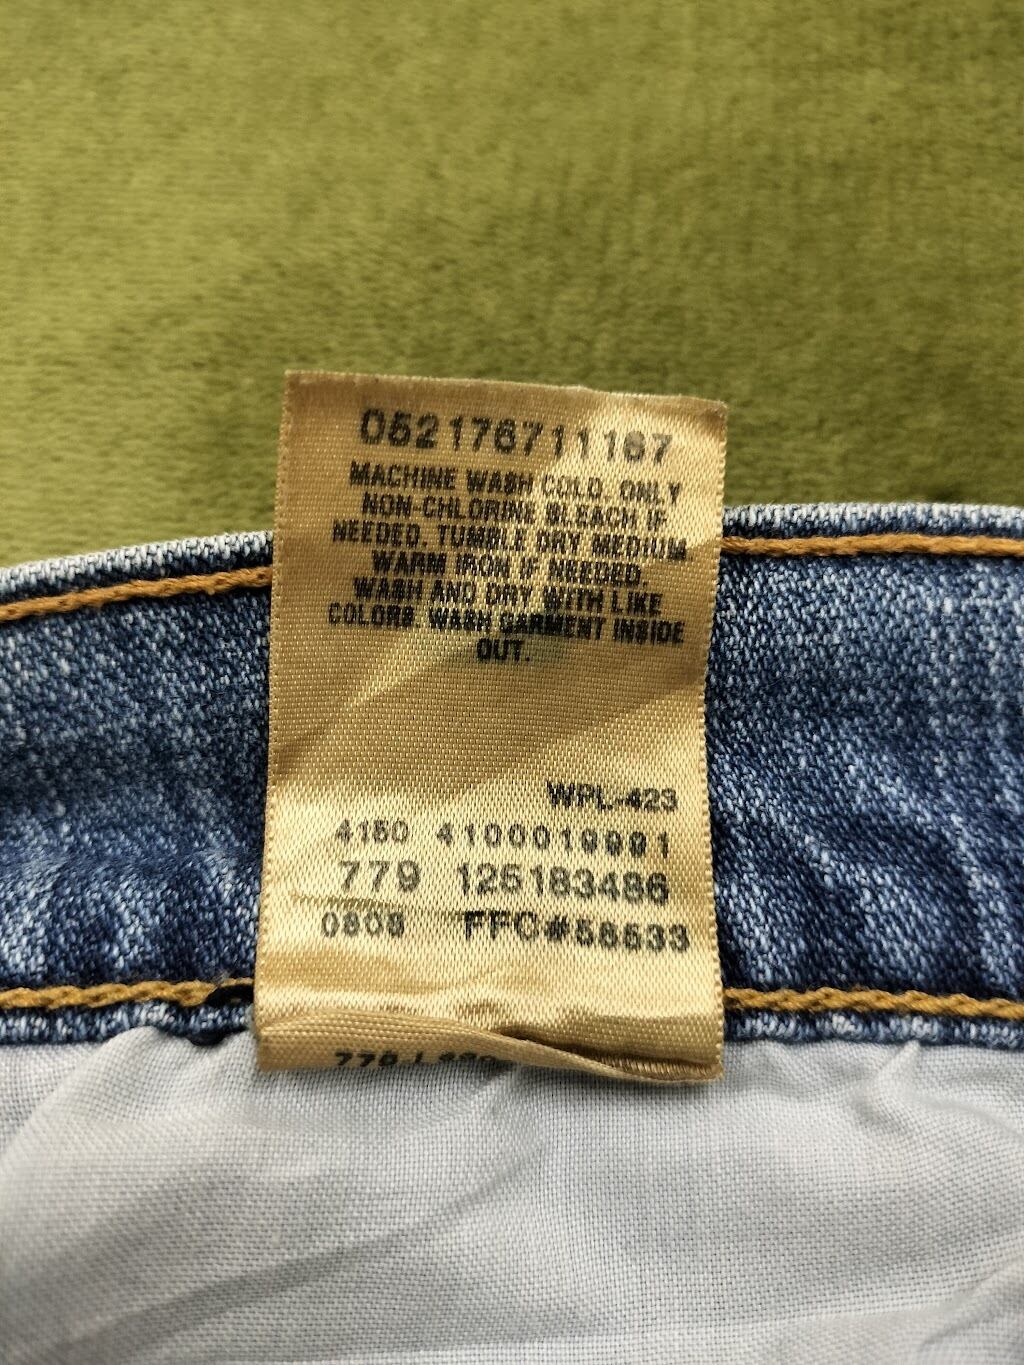 052176711167
MACHINE WASH COLD. ONLY
NON-CHLORINE BLEACH IF
NEEDED. TUMBLE DRY MEDIUM
WARM IRON IF NEEDED.
WASH AND DRY WITH LIKE
COLORS. WASH GARMENT INSIDE
OUT.
WPL-423
4150 4100019991
779 125183486
0808 FFC#58533